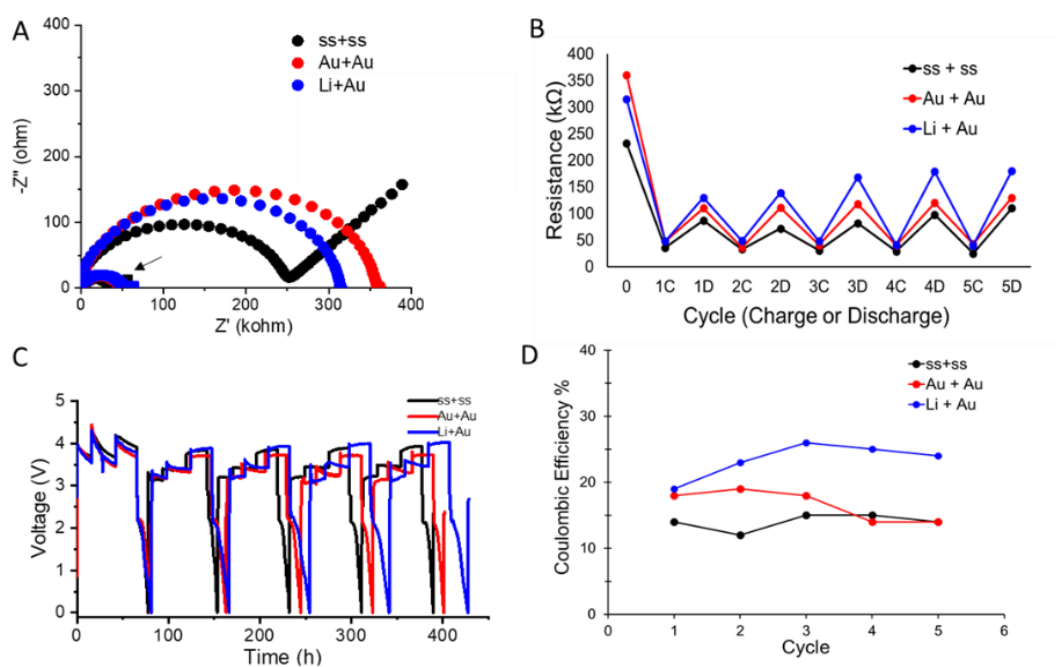 A
-Z" (ohm)
400
300
200
100
0
0 100 200 300 400
Z' (kohm)
ss+ss
Au+Au
Li+Au
B
Resistance (kΩ)
400
350
300
250
200
150
100
50
0
0 1C 1D 2C 2D 3C 3D 4C 4D 5C 5D
Cycle (Charge or Discharge)
ss + ss
Au + Au
Li + Au
C
Voltage (V)
5
4
3
2
1
0
0 100 200 300 400
Time (h)
ss+ss
Au+Au
Li+Au
D
Coulombic Efficiency %
40
30
20
10
0
0 1 2 3 4 5 6
Cycle
ss+ss
Au + Au
Li + Au